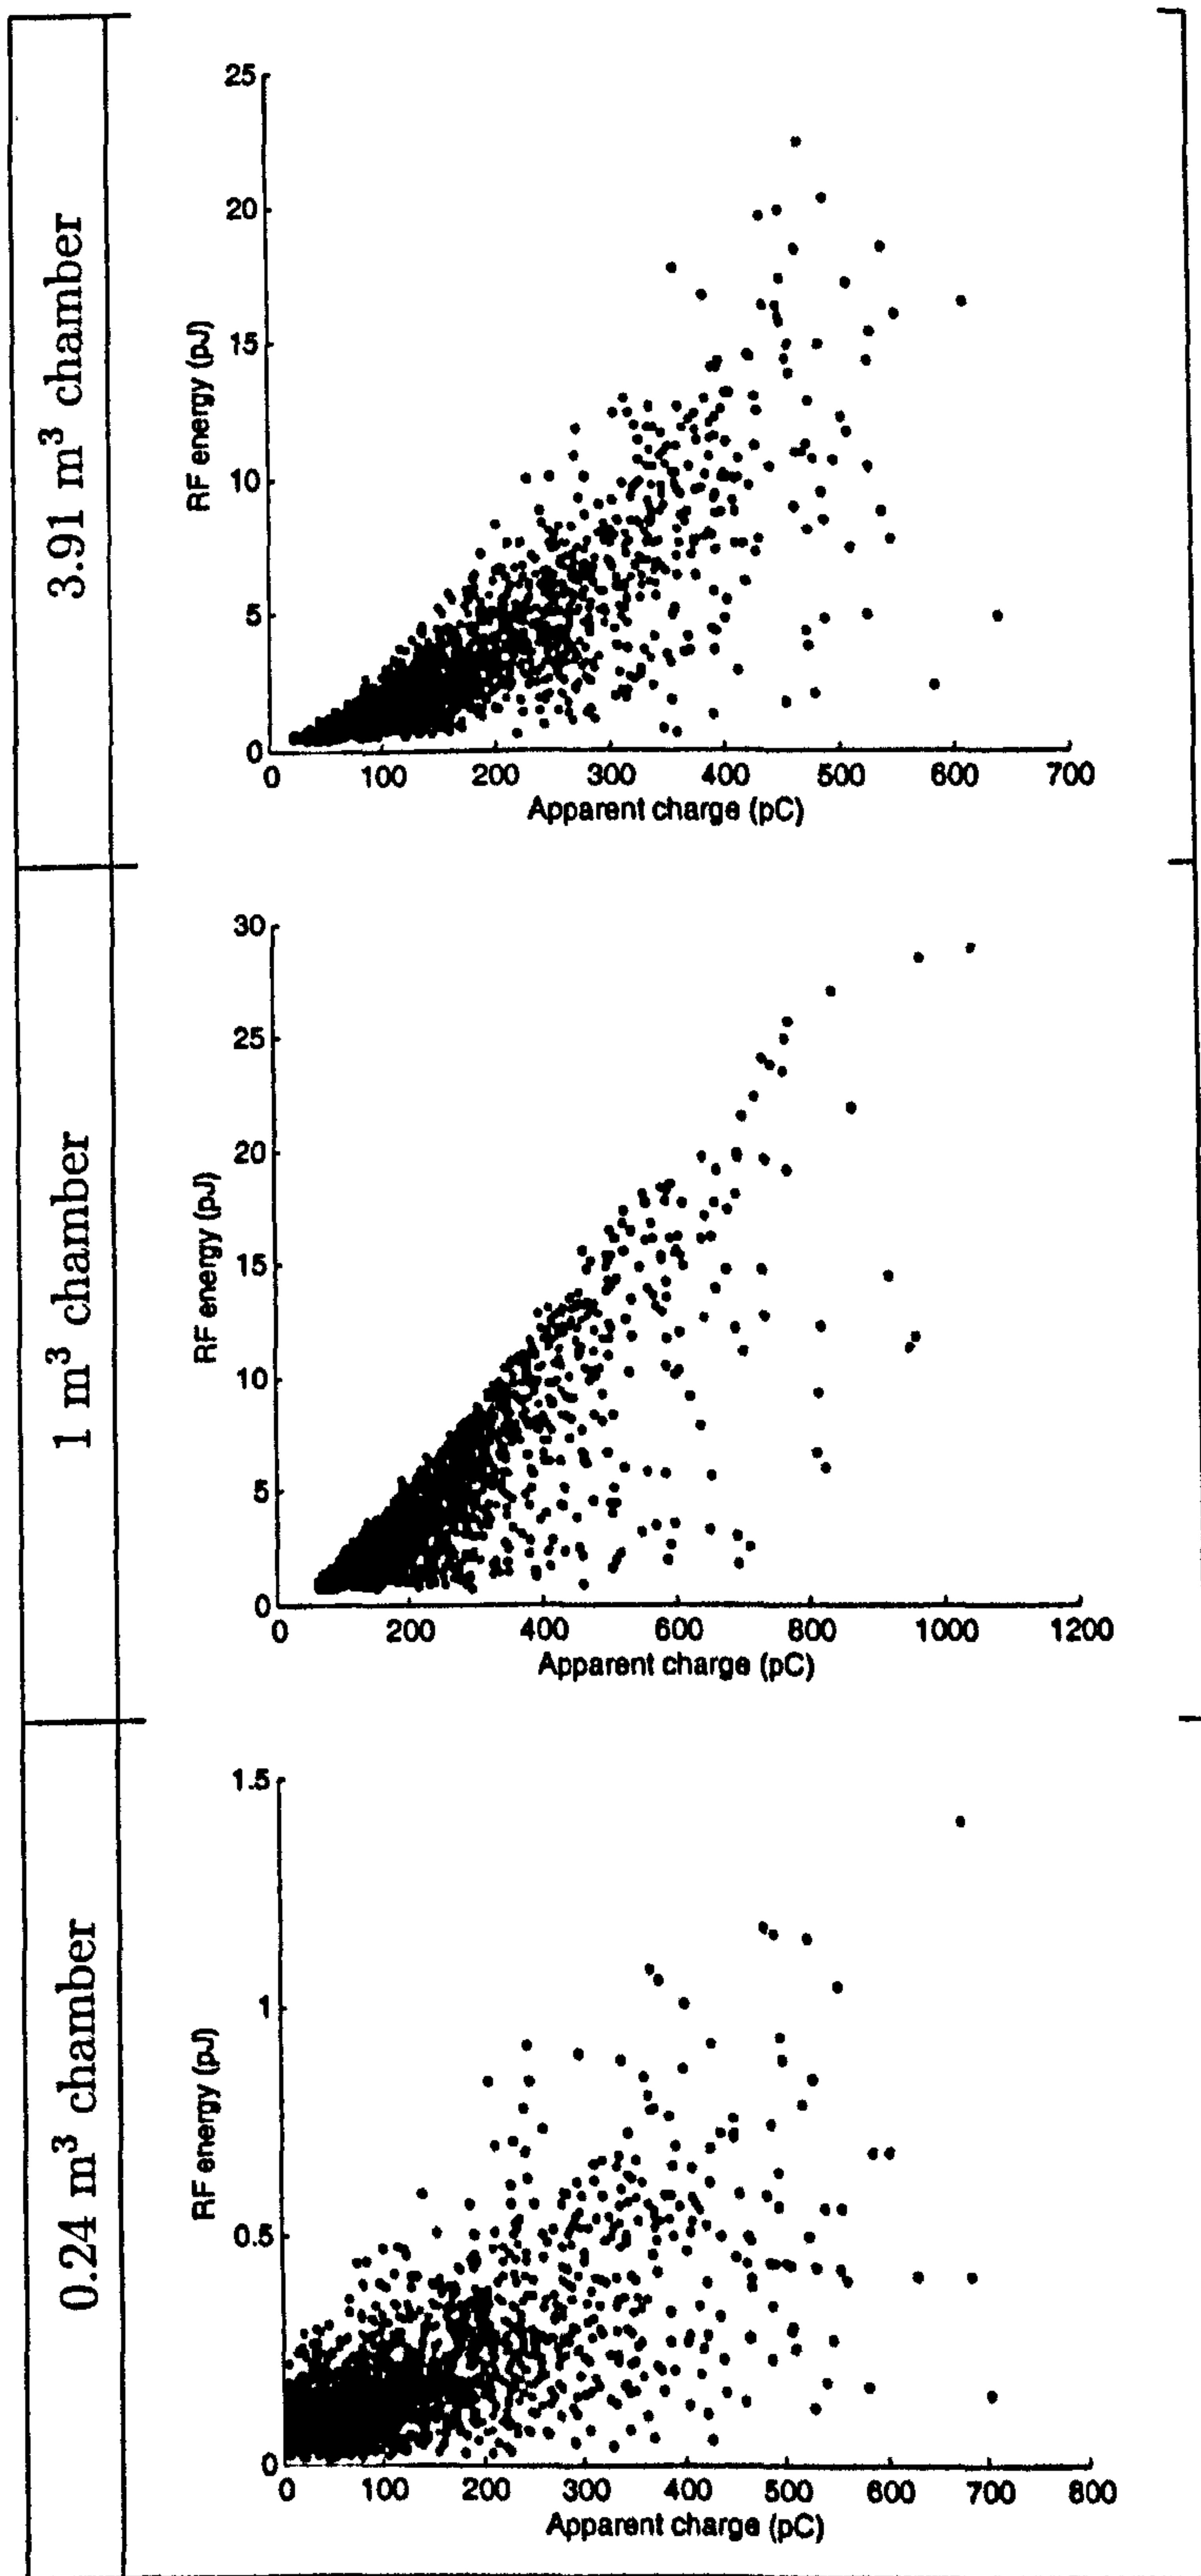 3.91 m³ chamber
25
20
15
10
5
0
RF energy (pJ)
0 100 200 300 400 500 600 700
Apparent charge (pC)
1 m³ chamber
30
25
20
15
10
5
0
RF energy (pJ)
0 200 400 600 800 1000 1200
Apparent charge (pC)
0.24 m³ chamber
1.5
1
0.5
0
RF energy (pJ)
0 100 200 300 400 500 600 700 800
Apparent charge (pC)